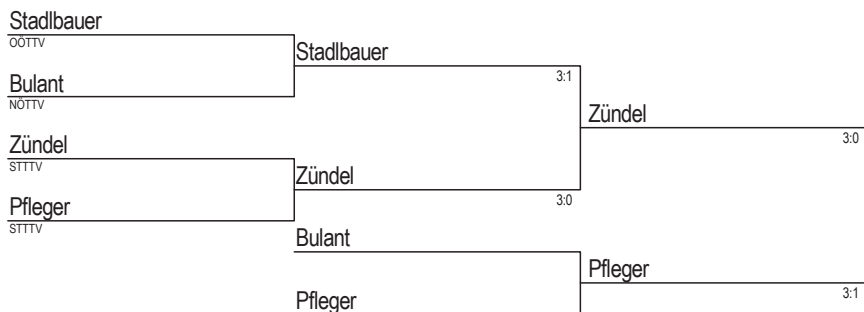 Stadlbauer
OÖTTV
Stadlbauer
3:1
Bulant
NÖTTV
Zündel
3:0
Zündel
STTTV
Zündel
3:0
Pfleger
STTTV
Bulant
Pfleger
3:1
Pfleger